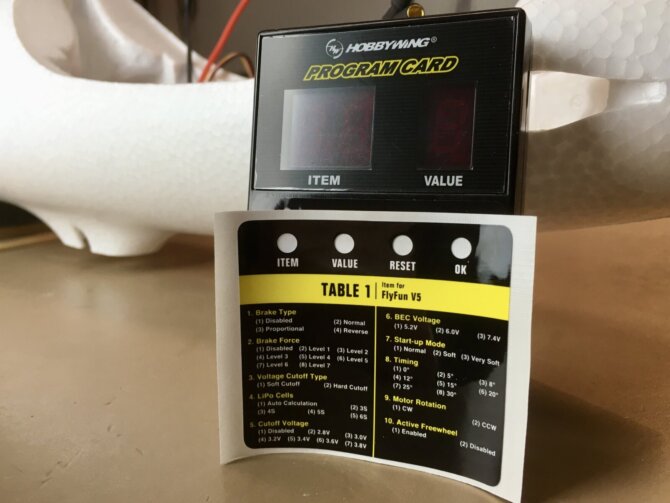 HOBBYWING®
PROGRAM CARD
ITEM VALUE
ITEM VALUE RESET OK
TABLE 1 Item for
FlyFun V5
1. Brake Type
(1) Disabled (2) Normal
(3) Proportional (4) Reverse
2. Brake Force
(1) Disabled (2) Level 1 (3) Level 2
(4) Level 3 (5) Level 4 (6) Level 5
(7) Level 6 (8) Level 7
3. Voltage Cutoff Type
(1) Soft Cutoff (2) Hard Cutoff
4. LiPo Cells
(1) Auto Calculation (2) 3S
(3) 4S (4) 5S (5) 6S
5. Cutoff Voltage
(1) Disabled (2) 2.8V (3) 3.0V
(4) 3.2V (5) 3.4V (6) 3.6V (7) 3.8V
6. BEC Voltage
(1) 5.2V (2) 6.0V (3) 7.4V
7. Start-up Mode
(1) Normal (2) Soft (3) Very Soft
8. Timing
(1) 0° (2) 5° (3) 8°
(4) 12° (5) 15° (6) 20°
(7) 25° (8) 30°
9. Motor Rotation
(1) CW (2) CCW
10. Active Freewheel
(1) Enabled (2) Disabled